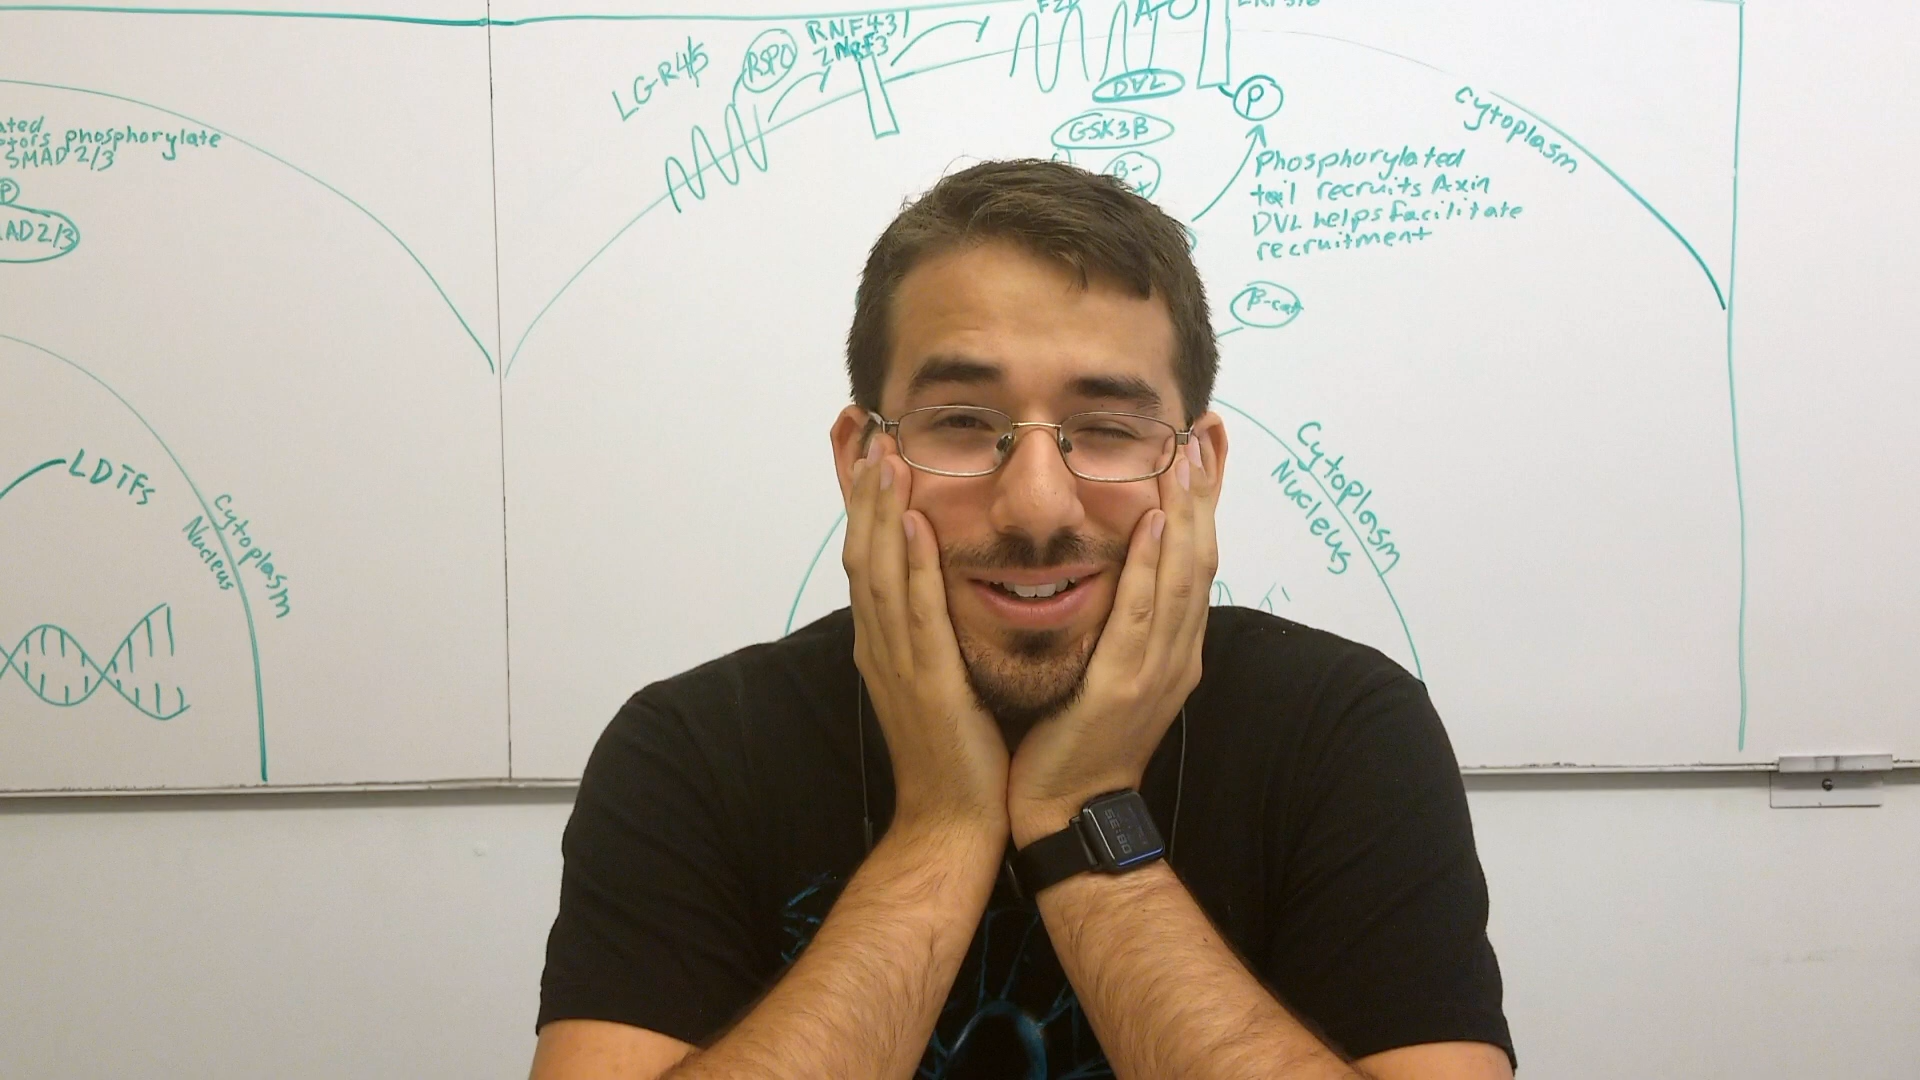 phosphorylate
SMAD 2/3
P
LDTFs
Cytoplasm
Nucleus
LGR4/5
RSPO
RNF43/
ZNRF3
DVL
GSK3B
β-
P
Phosphorylated
tail recruits Axin
DVL helps facilitate
recruitment
β-cat
Cytoplasm
Cytoplasm
Nucleus